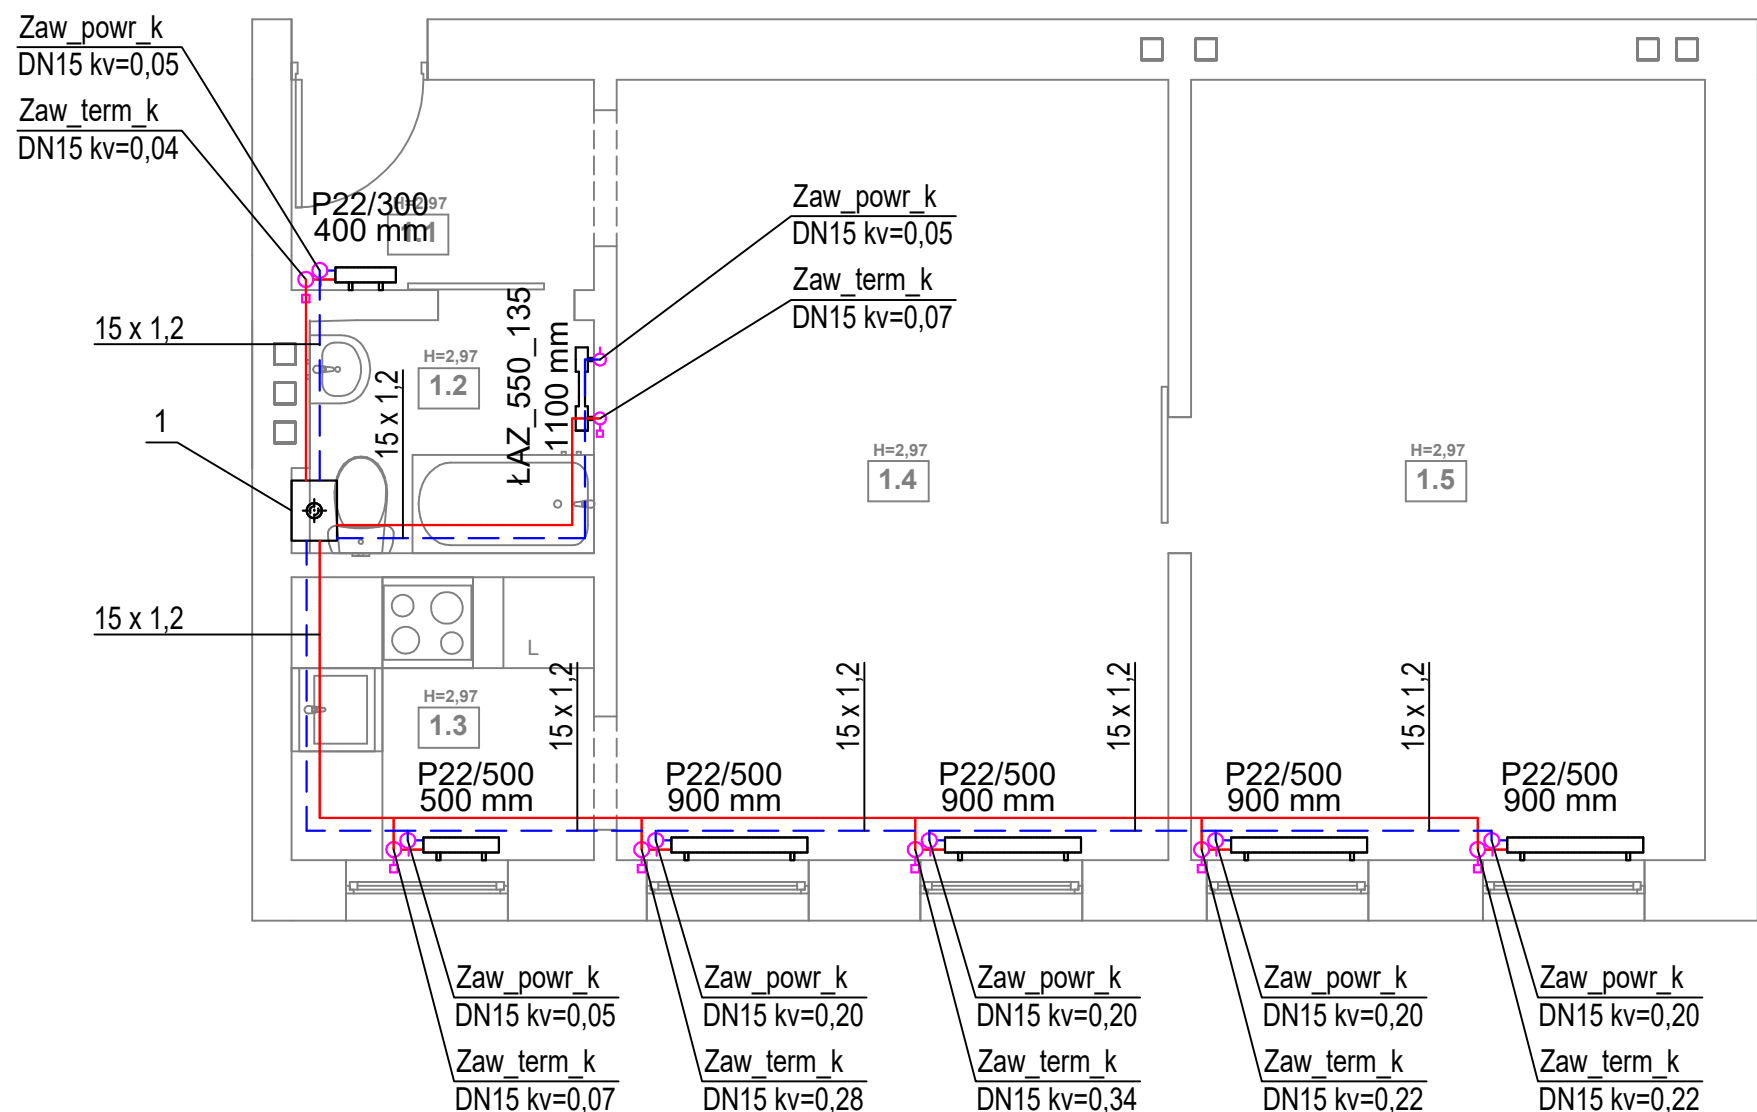 Zaw_powr_k
DN15 kv=0,05
Zaw_term_k
DN15 kv=0,04
P22/300
400 mm
H=2,97
1.1
Zaw_powr_k
DN15 kv=0,05
Zaw_term_k
DN15 kv=0,07
15 x 1,2
H=2,97
1.2
15 x 1,2
ŁAZ_550_135
1100 mm
1
H=2,97
1.4
H=2,97
1.5
15 x 1,2
L
H=2,97
1.3
15 x 1,2
15 x 1,2
15 x 1,2
15 x 1,2
P22/500
500 mm
P22/500
900 mm
P22/500
900 mm
P22/500
900 mm
P22/500
900 mm
Zaw_powr_k
DN15 kv=0,05
Zaw_term_k
DN15 kv=0,07
Zaw_powr_k
DN15 kv=0,20
Zaw_term_k
DN15 kv=0,28
Zaw_powr_k
DN15 kv=0,20
Zaw_term_k
DN15 kv=0,34
Zaw_powr_k
DN15 kv=0,20
Zaw_term_k
DN15 kv=0,22
Zaw_powr_k
DN15 kv=0,20
Zaw_term_k
DN15 kv=0,22